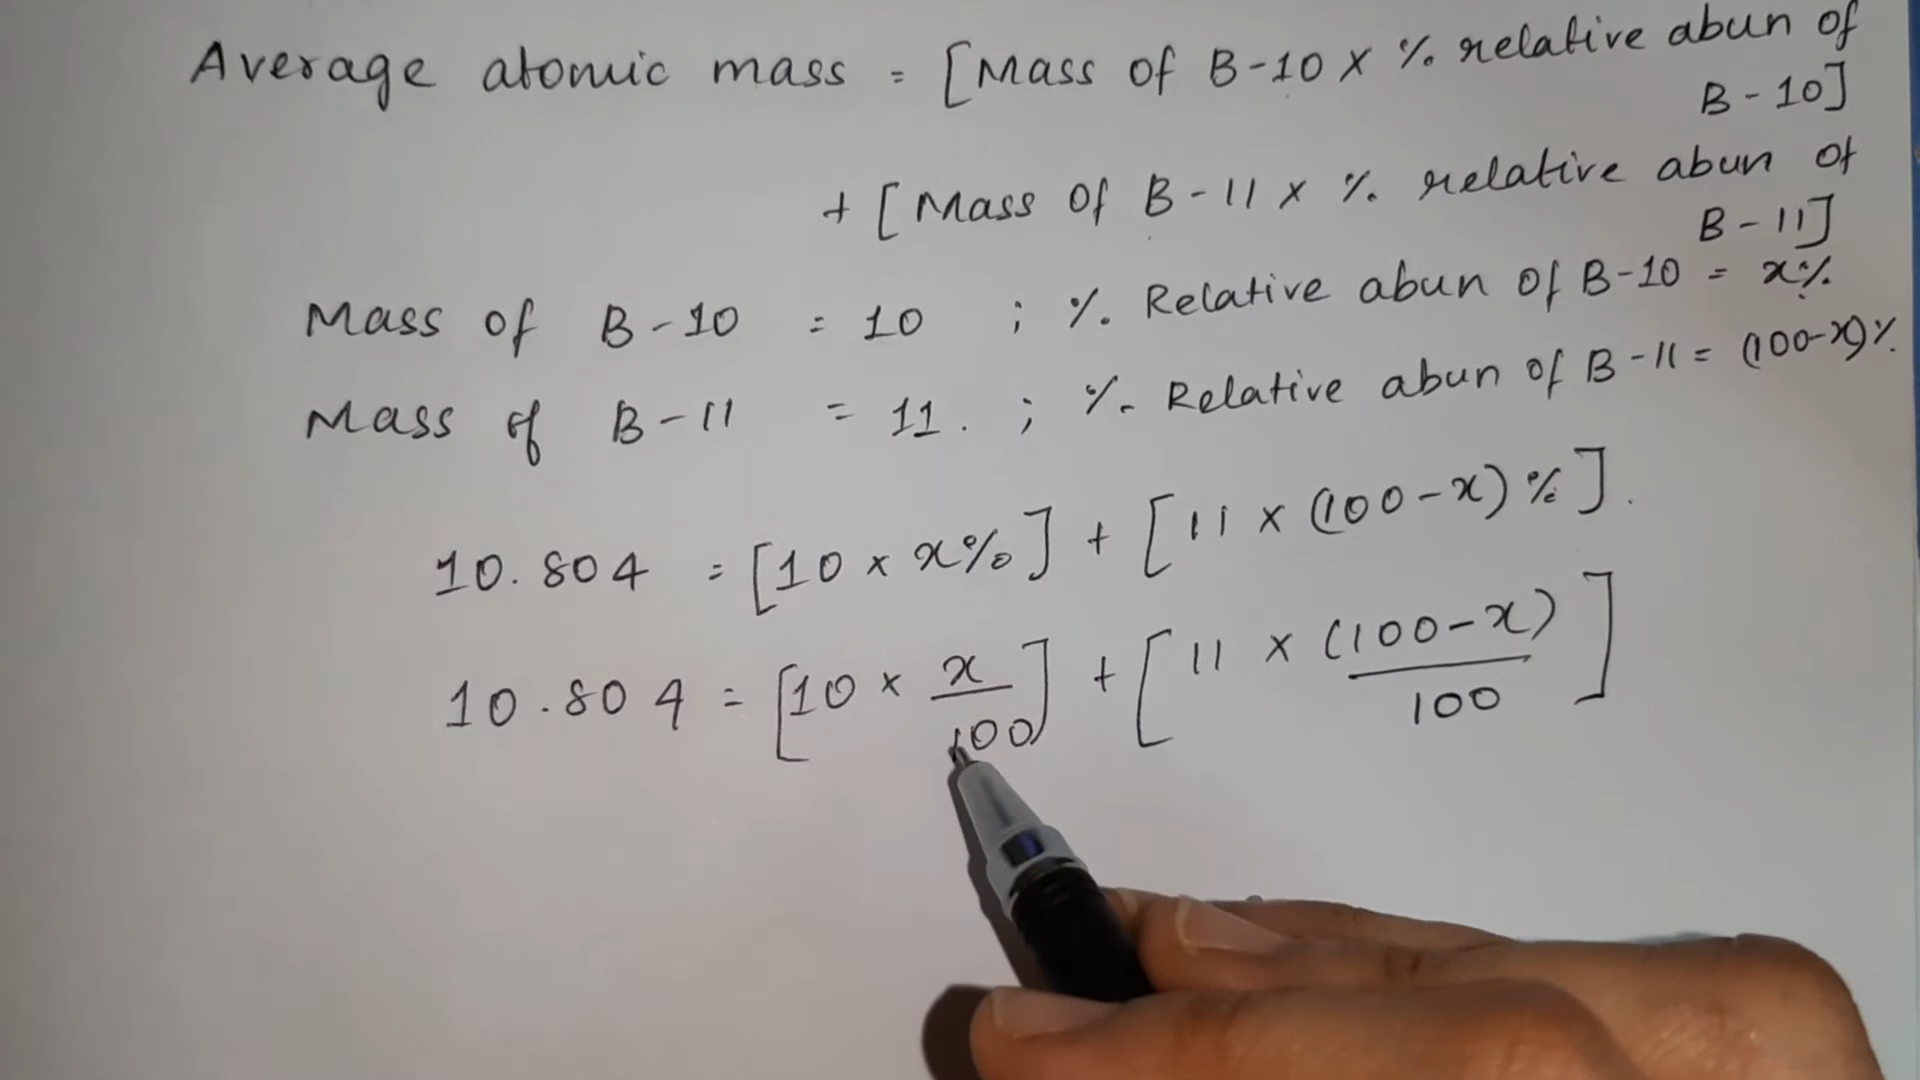 Average atomic mass = [Mass of B-10 X % relative abun of
B-10]
+ [Mass of B-11 x % relative abun of
B-11]
Mass of B-10 = 10 ; % Relative abun of B-10 = x%
Mass of B-11 = 11. ; % Relative abun of B-11 = (100-x)%
10.804 = [10 x x%] + [11 x (100-x)%].
10.804 = [10 x x/100] + [11 x (100-x)/100]